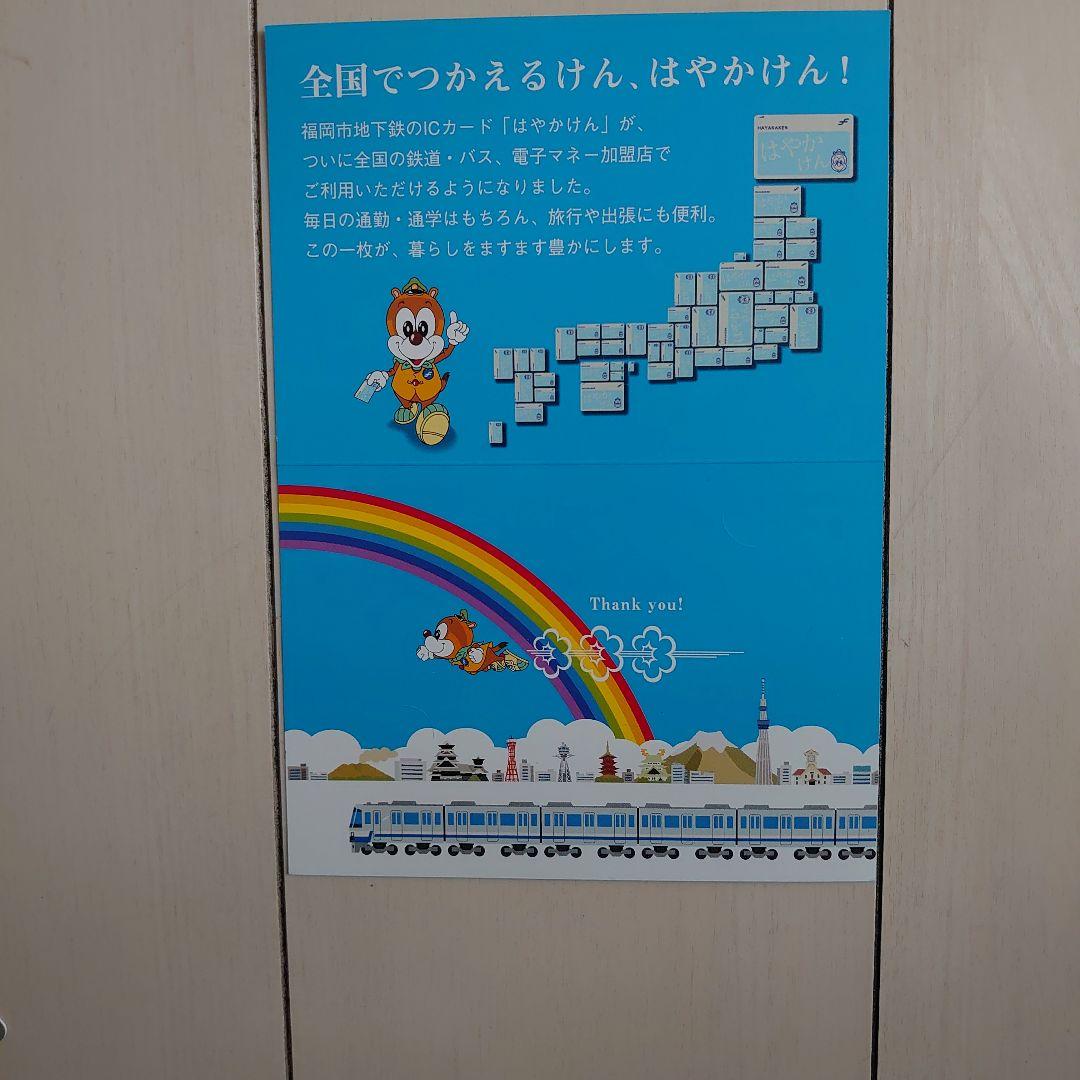 全国でつかえるけん、はやかけん!
福岡市地下鉄のICカード「はやかけん」が、
ついに全国の鉄道・バス、電子マネー加盟店で
ご利用いただけるようになりました。
毎日の通勤・通学はもちろん、旅行や出張にも便利。
この一枚が、暮らしをますます豊かにします。
HAYAKAKEN
はやか
けん
Thank you!